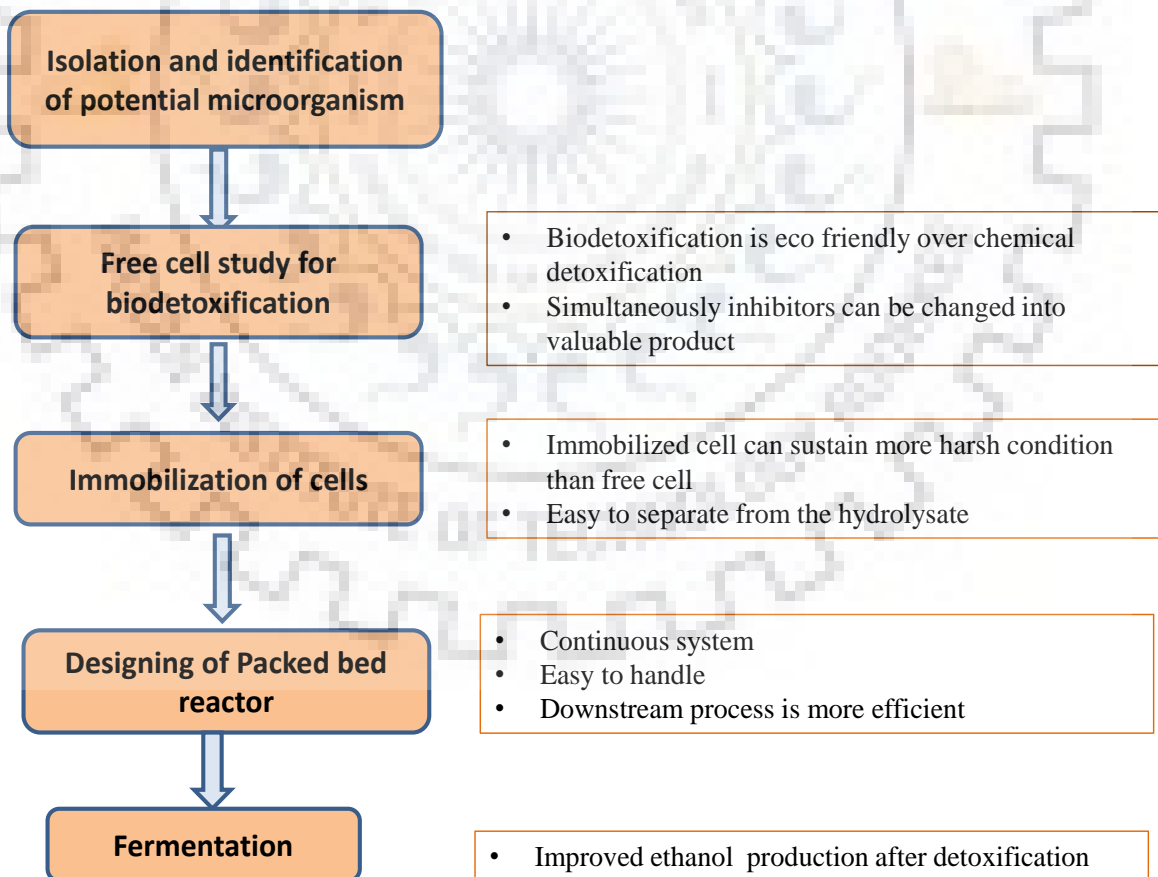 Isolation and identification
of potential microorganism
Free cell study for
biodetoxification
• Biodetoxification is eco friendly over chemical
detoxification
• Simultaneously inhibitors can be changed into
valuable product
Immobilization of cells
• Immobilized cell can sustain more harsh condition
than free cell
• Easy to separate from the hydrolysate
Designing of Packed bed
reactor
• Continuous system
• Easy to handle
• Downstream process is more efficient
Fermentation
• Improved ethanol production after detoxification